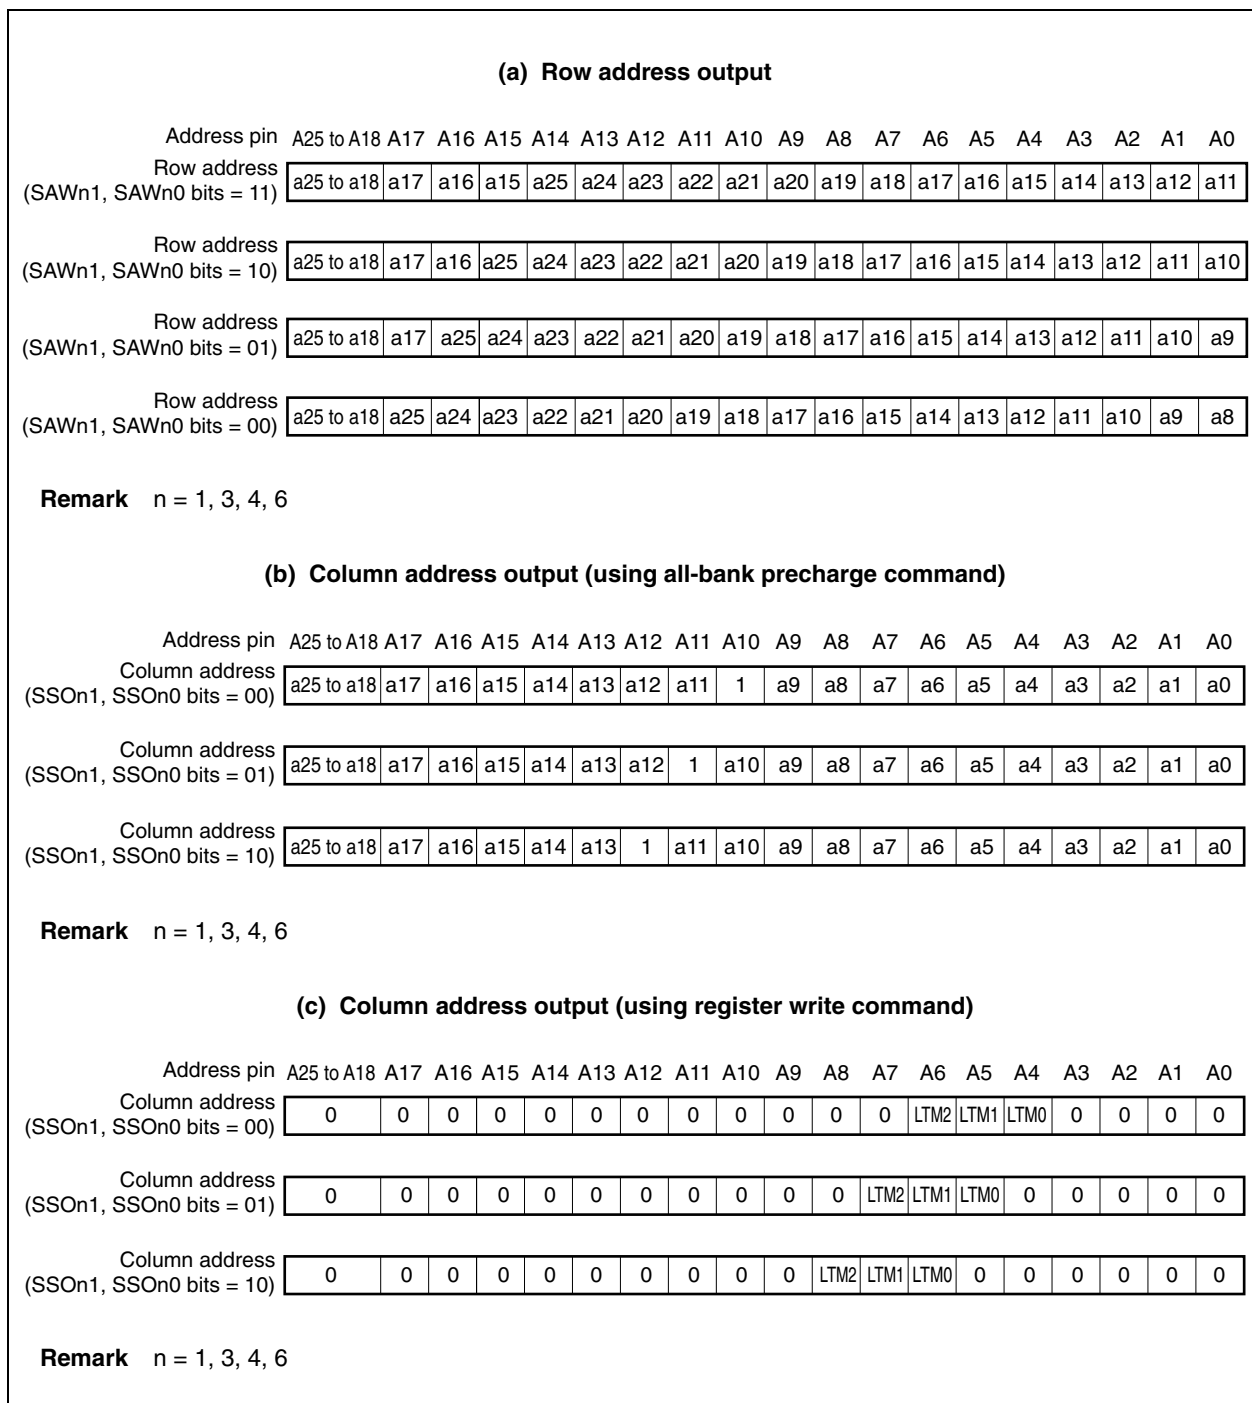 (a) Row address output
Address pin A25 to A18 A17 A16 A15 A14 A13 A12 A11 A10 A9 A8 A7 A6 A5 A4 A3 A2 A1 A0
Row address
(SAWn1, SAWn0 bits = 11) a25 to a18 a17 a16 a15 a25 a24 a23 a22 a21 a20 a19 a18 a17 a16 a15 a14 a13 a12 a11
Row address
(SAWn1, SAWn0 bits = 10) a25 to a18 a17 a16 a25 a24 a23 a22 a21 a20 a19 a18 a17 a16 a15 a14 a13 a12 a11 a10
Row address
(SAWn1, SAWn0 bits = 01) a25 to a18 a17 a25 a24 a23 a22 a21 a20 a19 a18 a17 a16 a15 a14 a13 a12 a11 a10 a9
Row address
(SAWn1, SAWn0 bits = 00) a25 to a18 a25 a24 a23 a22 a21 a20 a19 a18 a17 a16 a15 a14 a13 a12 a11 a10 a9 a8
Remark n = 1, 3, 4, 6
(b) Column address output (using all-bank precharge command)
Address pin A25 to A18 A17 A16 A15 A14 A13 A12 A11 A10 A9 A8 A7 A6 A5 A4 A3 A2 A1 A0
Column address
(SSOn1, SSOn0 bits = 00) a25 to a18 a17 a16 a15 a14 a13 a12 a11 1 a9 a8 a7 a6 a5 a4 a3 a2 a1 a0
Column address
(SSOn1, SSOn0 bits = 01) a25 to a18 a17 a16 a15 a14 a13 a12 1 a10 a9 a8 a7 a6 a5 a4 a3 a2 a1 a0
Column address
(SSOn1, SSOn0 bits = 10) a25 to a18 a17 a16 a15 a14 a13 1 a11 a10 a9 a8 a7 a6 a5 a4 a3 a2 a1 a0
Remark n = 1, 3, 4, 6
(c) Column address output (using register write command)
Address pin A25 to A18 A17 A16 A15 A14 A13 A12 A11 A10 A9 A8 A7 A6 A5 A4 A3 A2 A1 A0
Column address
(SSOn1, SSOn0 bits = 00) 0 0 0 0 0 0 0 0 0 0 0 0 LTM2 LTM1 LTM0 0 0 0 0
Column address
(SSOn1, SSOn0 bits = 01) 0 0 0 0 0 0 0 0 0 0 0 LTM2 LTM1 LTM0 0 0 0 0 0
Column address
(SSOn1, SSOn0 bits = 10) 0 0 0 0 0 0 0 0 0 0 LTM2 LTM1 LTM0 0 0 0 0 0 0
Remark n = 1, 3, 4, 6